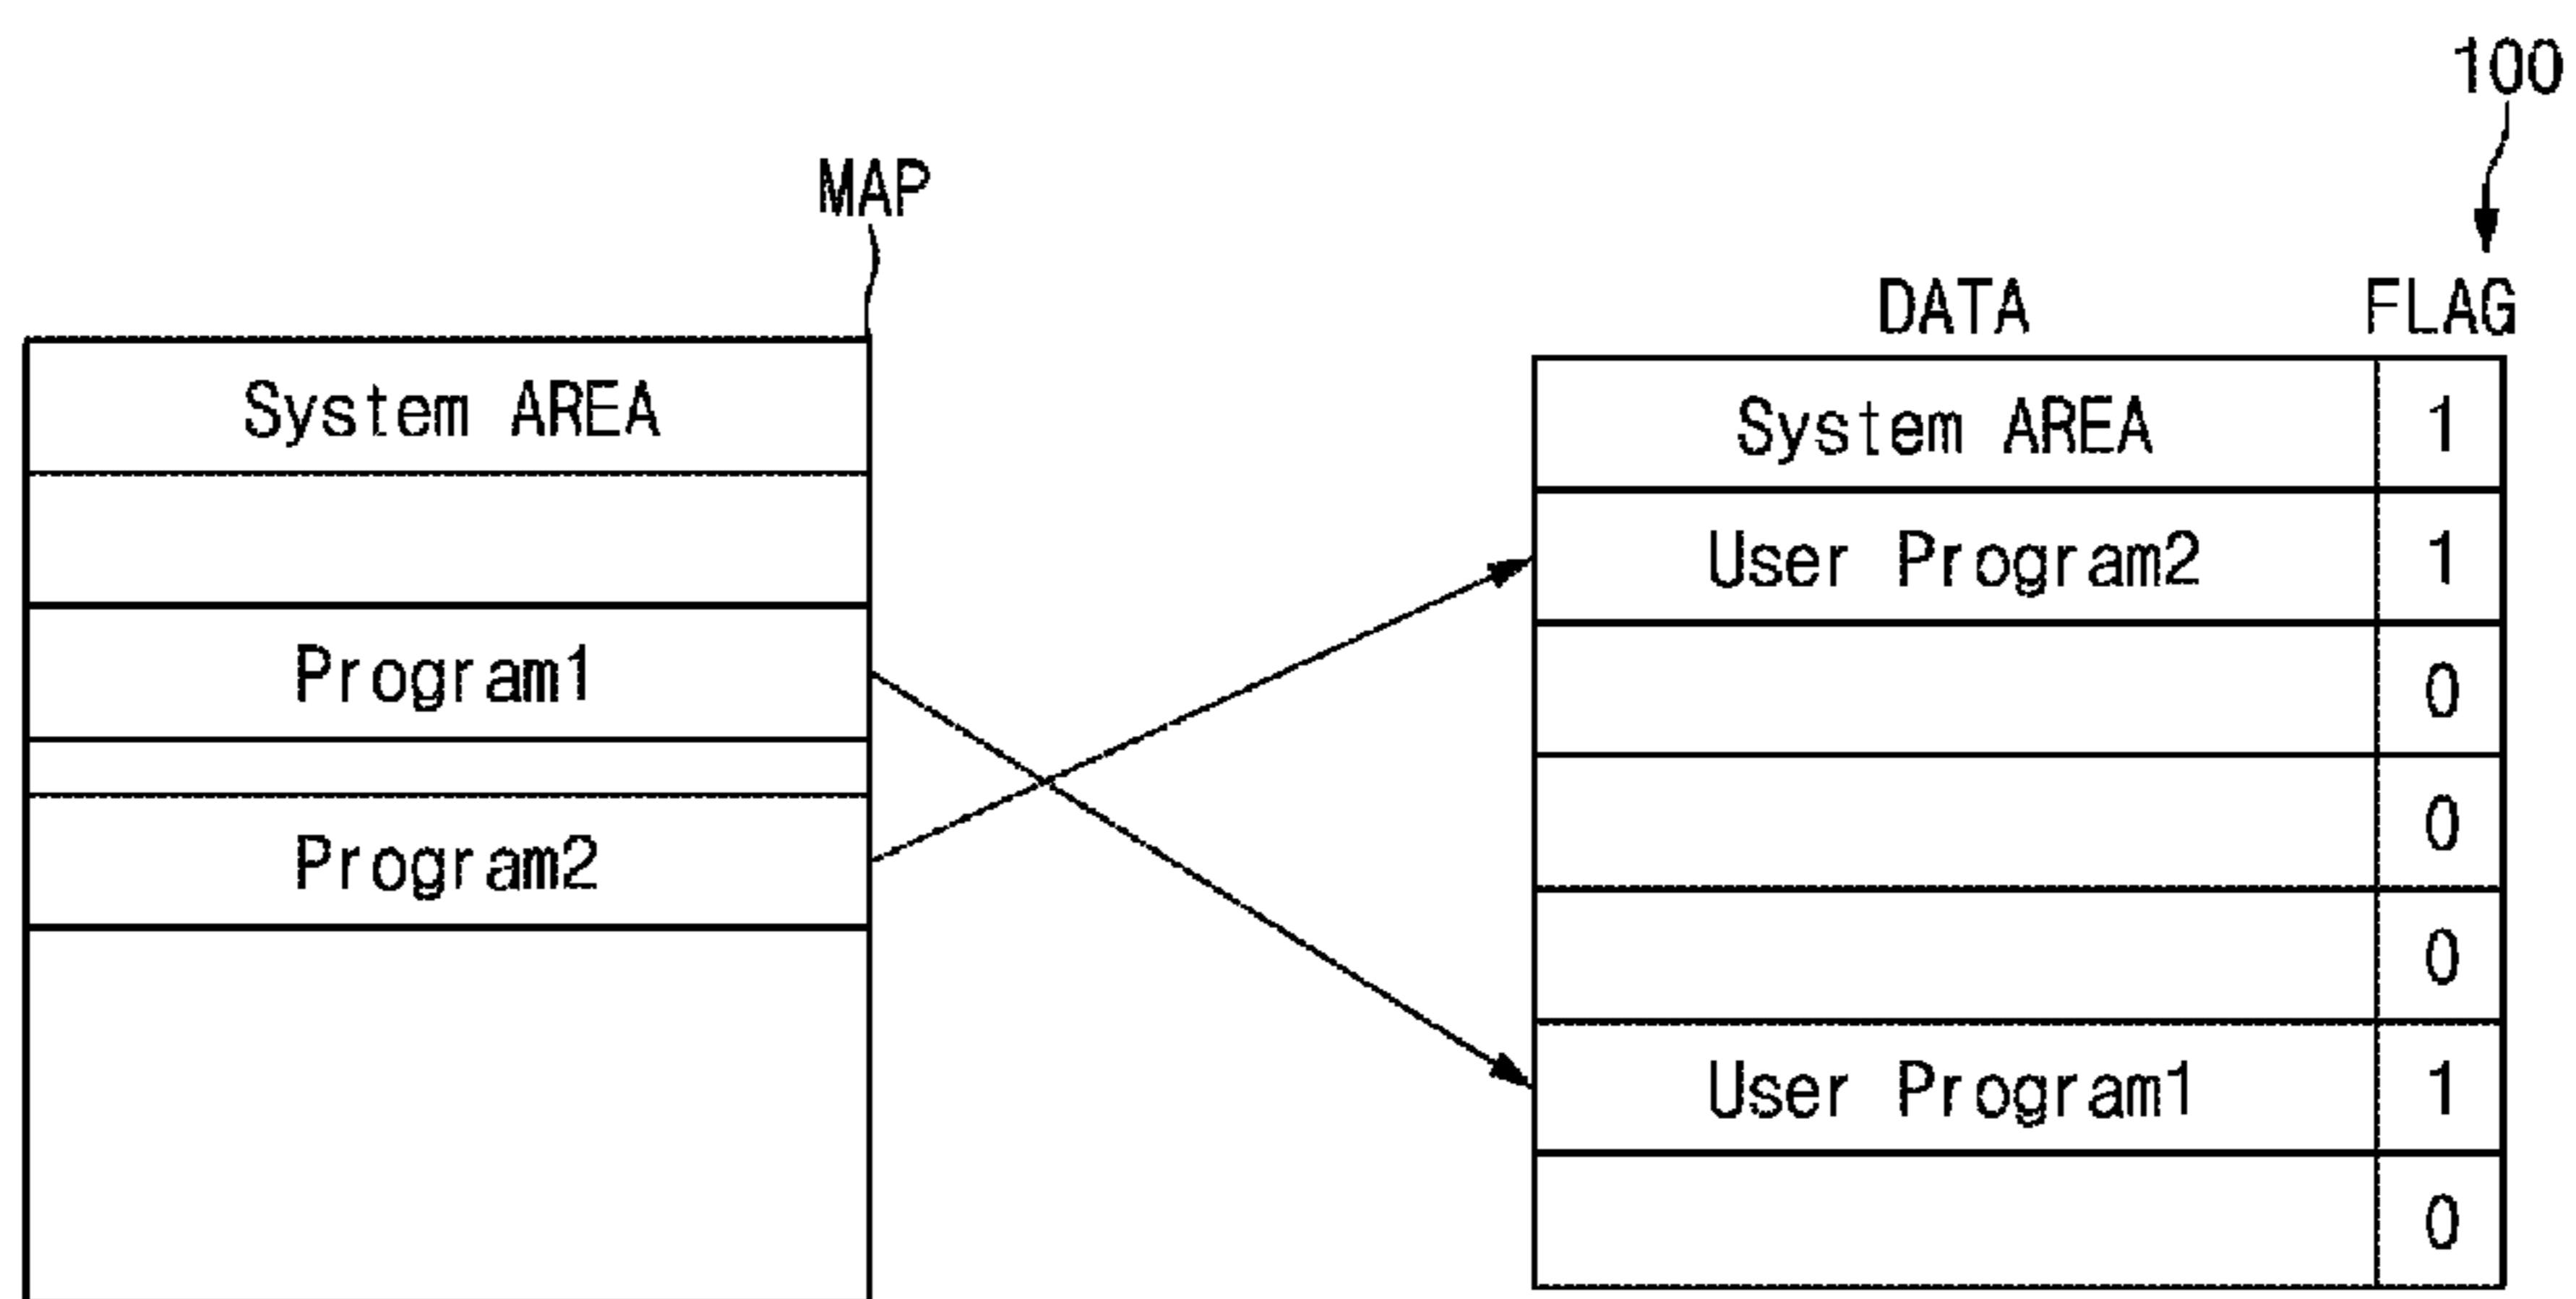 100
MAP
DATA FLAG
System AREA
Program1
Program2
System AREA 1
User Program2 1
0
0
0
User Program1 1
0